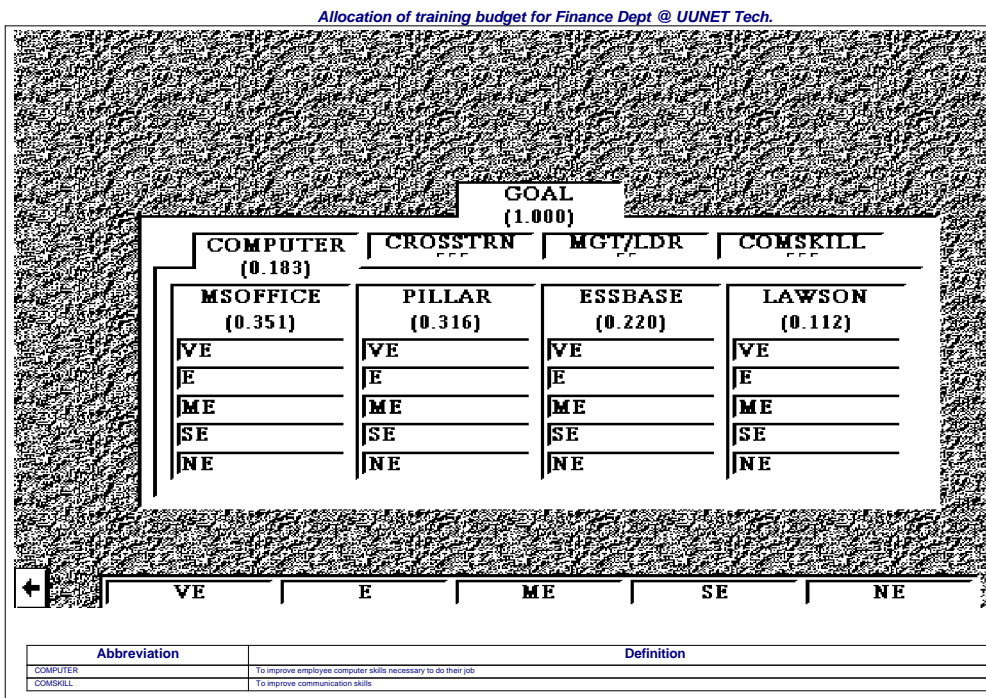 Allocation of training budget for Finance Dept @ UUNET Tech.
GOAL
(1.000)
COMPUTER CROSSTRN MGT/LDR COMSKILL
(0.183)
MSOFFICE PILLAR ESSBASE LAWSON
(0.351) (0.316) (0.220) (0.112)
VE VE VE VE
E E E E
ME ME ME ME
SE SE SE SE
NE NE NE NE
VE E ME SE NE
Abbreviation Definition
COMPUTER To improve employee computer skills necessary to do their job
COMSKILL To improve communication skills